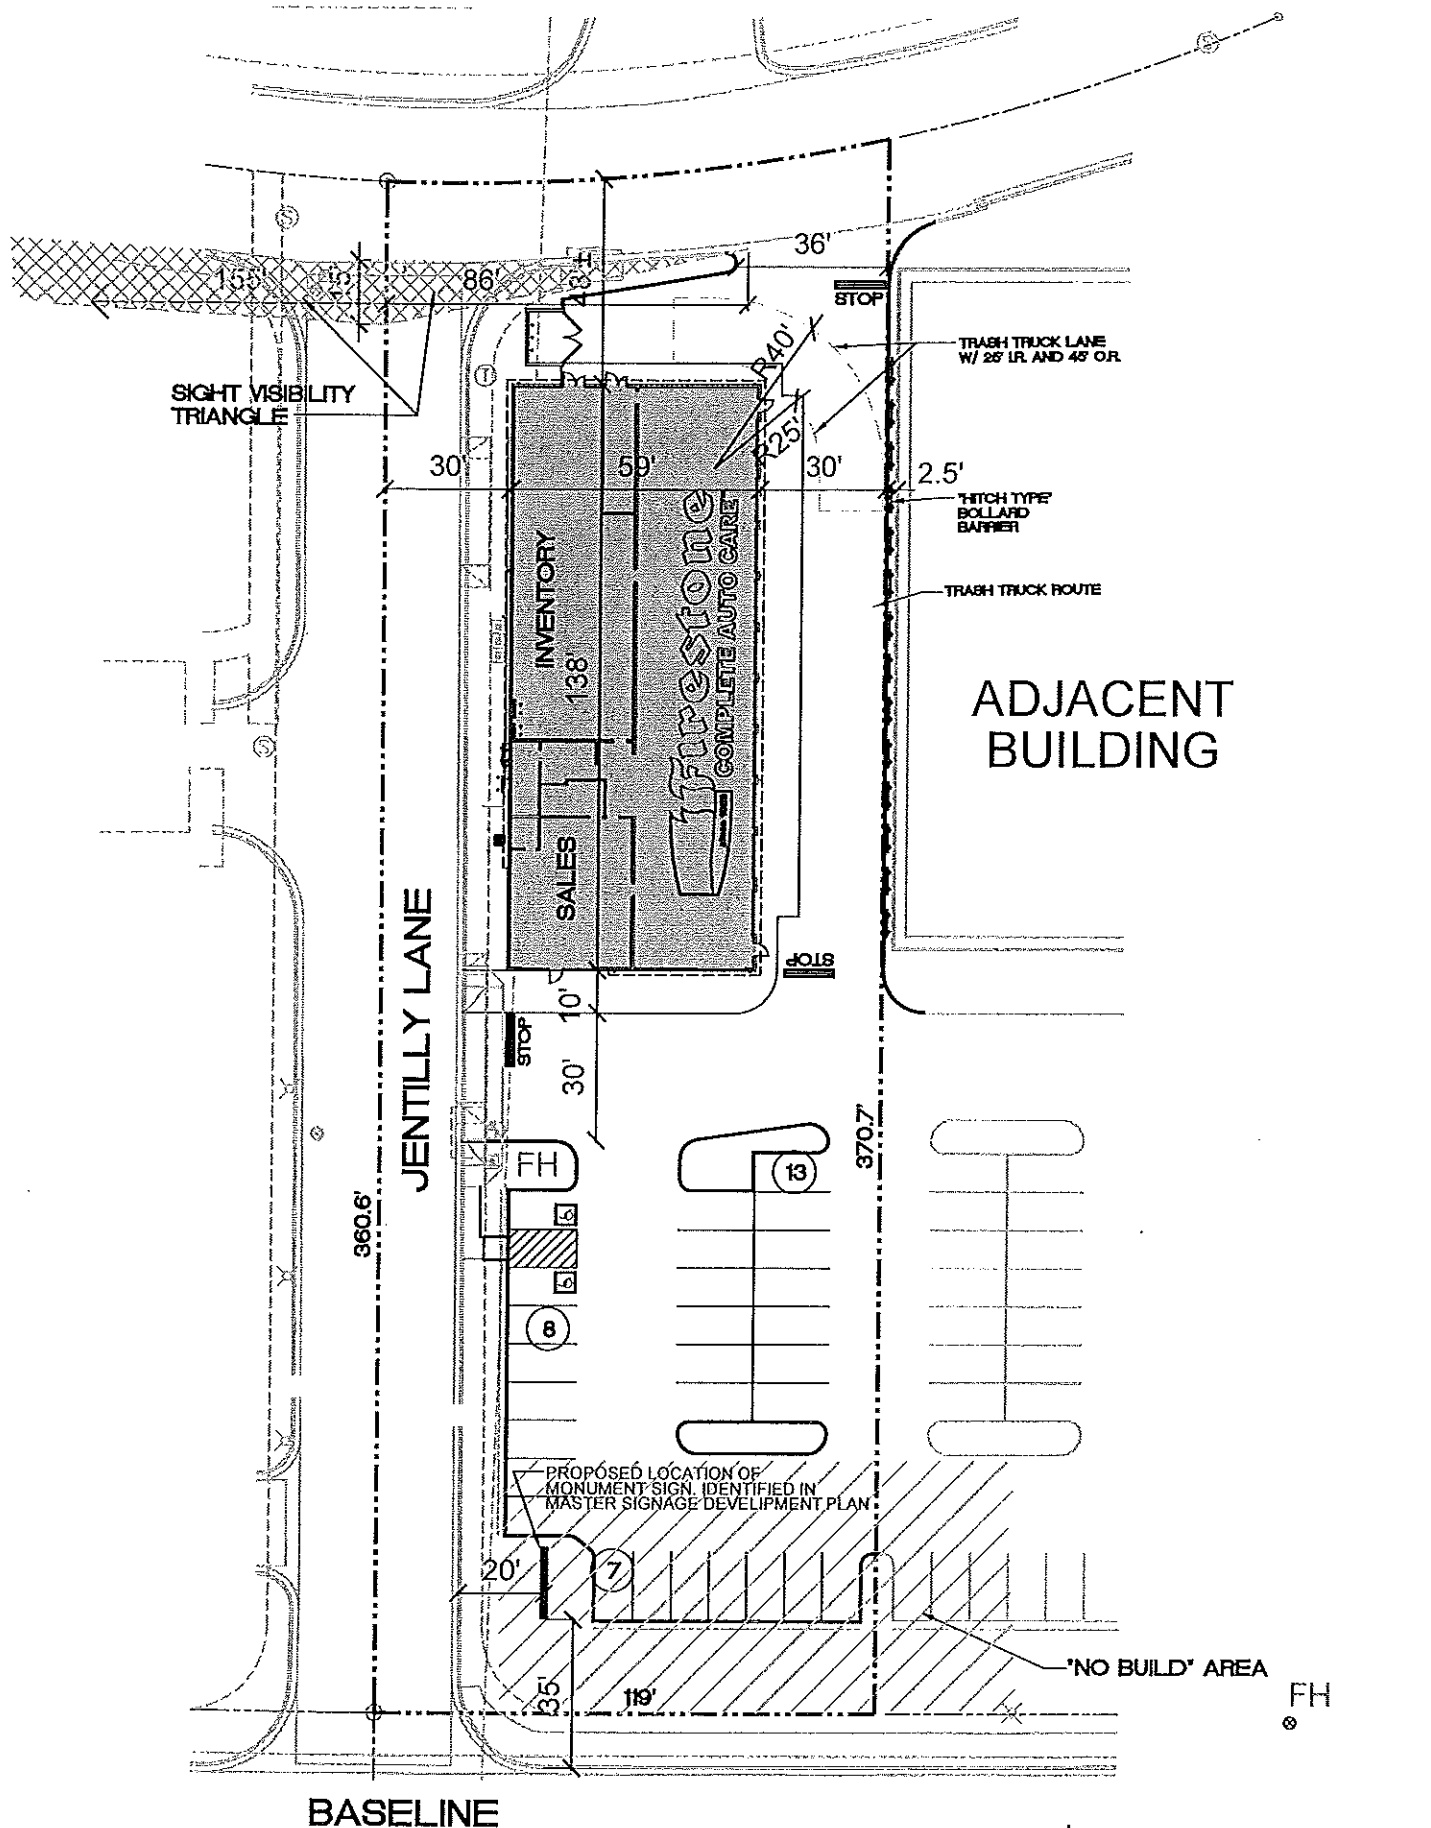 36'
STOP
155'
15'
86'
48'±
R40'
TRASH TRUCK LANE
W/ 25' I.R. AND 45' O.R.
SIGHT VISIBILITY
TRIANGLE
R25'
30'
59'
30'
2.5'
"HITCH TYPE"
BOLLARD
BARRIER
S
T
INVENTORY
138'
Firestone
COMPLETE AUTO CARE
TRASH TRUCK ROUTE
ADJACENT
BUILDING
S
SALES
JENTILLY LANE
STOP
10'
STOP
30'
370.7'
FH
13
360.6'
8
PROPOSED LOCATION OF
MONUMENT SIGN. IDENTIFIED IN
MASTER SIGNAGE DEVELIPMENT PLAN
20'
7
35'
119'
"NO BUILD" AREA
FH
BASELINE